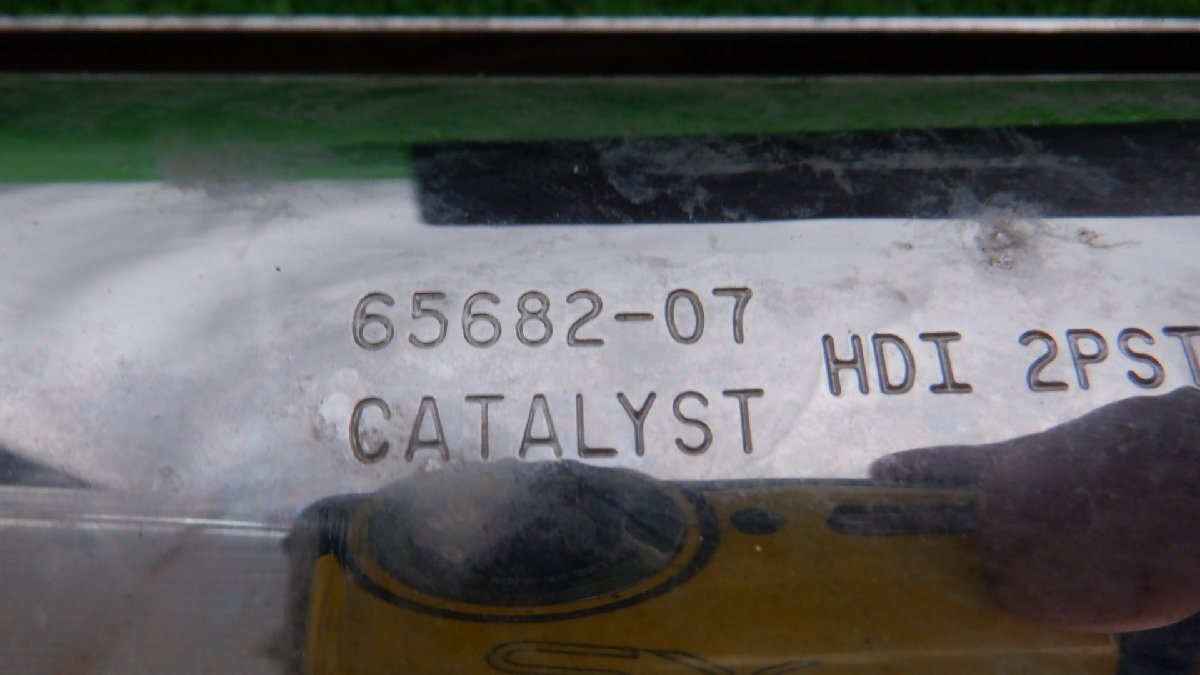 65682-07
CATALYST
HDI 2PST